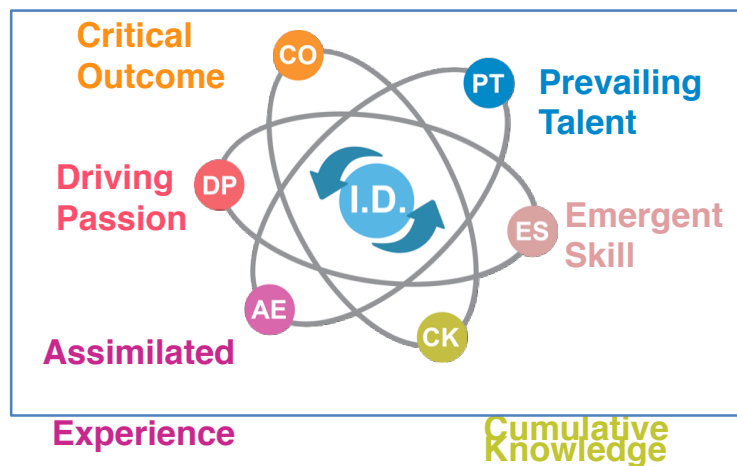 Critical
Outcome
CO
PT
Prevailing
Talent
Driving
Passion
DP
I.D.
ES
Emergent
Skill
AE
CK
Assimilated
Experience
Cumulative
Knowledge